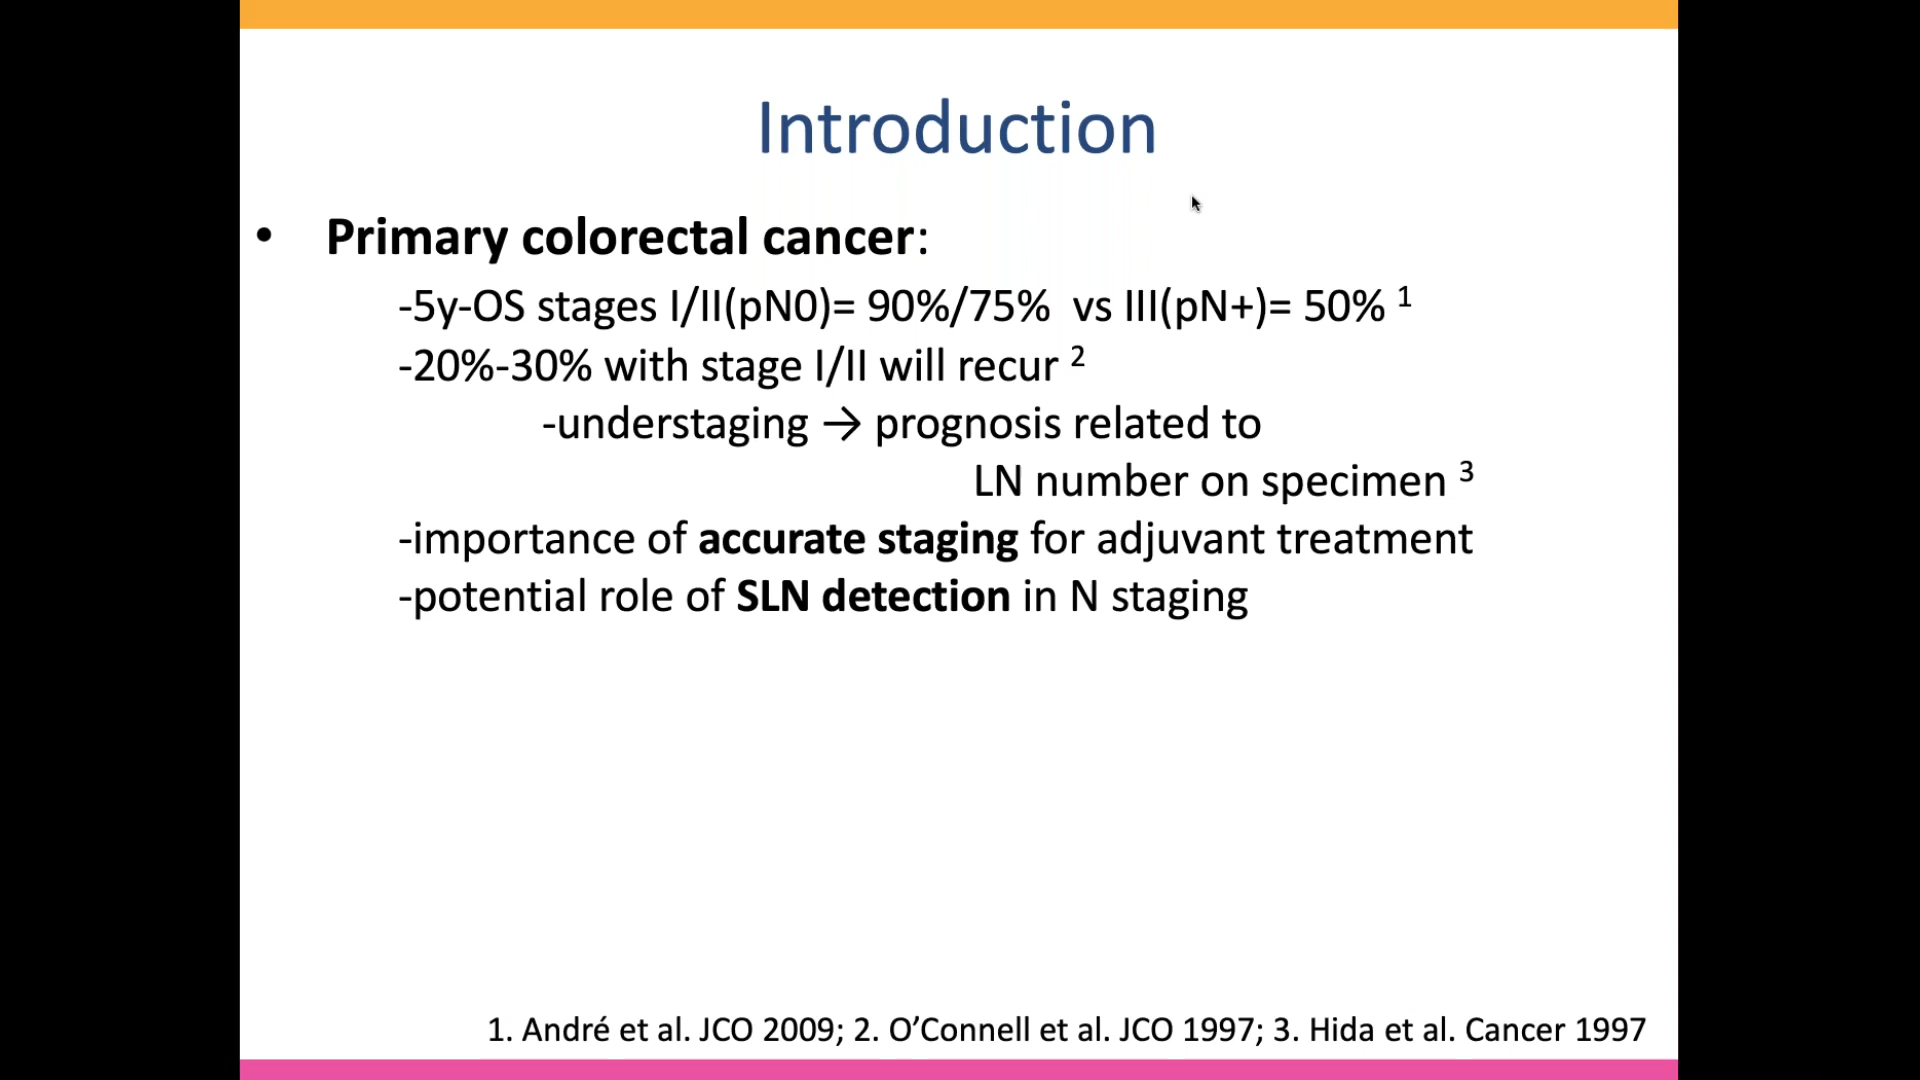 Introduction
• Primary colorectal cancer:
-5y-OS stages I/II(pN0)= 90%/75% vs III(pN+)= 50% 1
-20%-30% with stage I/II will recur 2
-understaging → prognosis related to
LN number on specimen 3
-importance of accurate staging for adjuvant treatment
-potential role of SLN detection in N staging
1. André et al. JCO 2009; 2. O’Connell et al. JCO 1997; 3. Hida et al. Cancer 1997